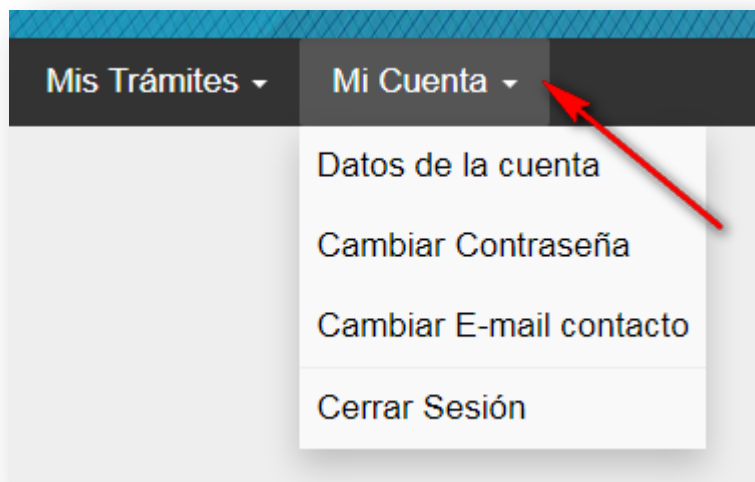 Mis Trámites Mi Cuenta
Datos de la cuenta
Cambiar Contraseña
Cambiar E-mail contacto
Cerrar Sesión